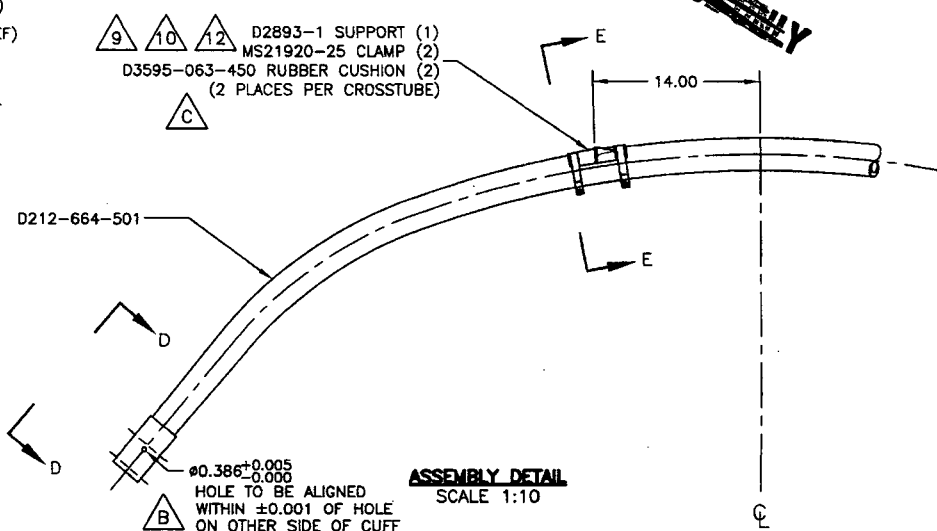 )
F)
9 10 12 D2893-1 SUPPORT (1)
MS21920-25 CLAMP (2)
D3595-063-450 RUBBER CUSHION (2)
(2 PLACES PER CROSSTUBE)
C
E
14.00
D212-664-501
E
D
D
ø0.386+0.005
-0.000
HOLE TO BE ALIGNED
WITHIN ±0.001 OF HOLE
ON OTHER SIDE OF CUFF
B
ASSEMBLY DETAIL
SCALE 1:10
℄